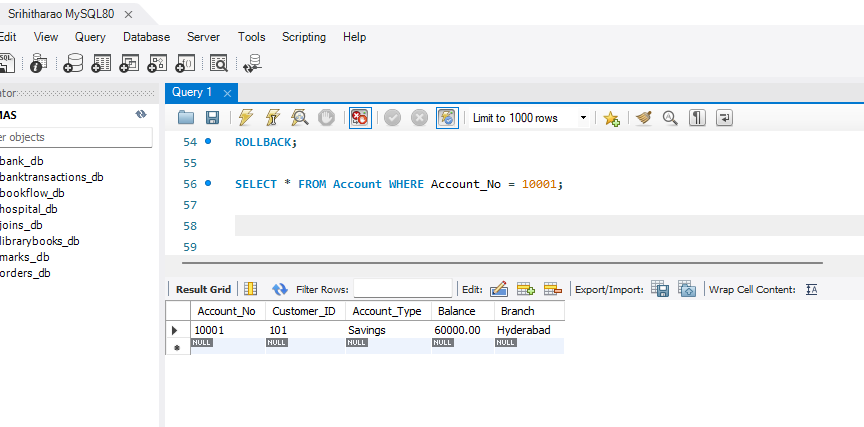 Srihitharao MySQL80
Edit View Query Database Server Tools Scripting Help
Query 1
Limit to 1000 rows
objects
bank_db
banktransactions_db
bookflow_db
hospital_db
joins_db
librarybooks_db
marks_db
orders_db
54 ROLLBACK;
55
56 SELECT * FROM Account WHERE Account_No = 10001;
57
58
59
Result Grid Filter Rows: Edit: Export/Import: Wrap Cell Content:
Account_No Customer_ID Account_Type Balance Branch
10001 101 Savings 60000.00 Hyderabad
NULL NULL NULL NULL NULL